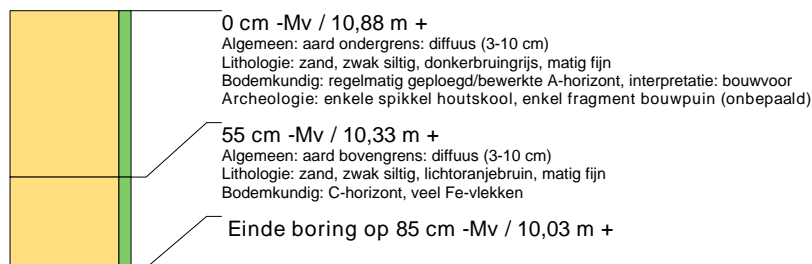 0 cm -Mv / 10,88 m +
Algemeen: aard ondergrens: diffuus (3-10 cm)
Lithologie: zand, zwak siltig, donkerbruingrijs, matig fijn
Bodemkundig: regelmatig geploegd/bewerkte A-horizont, interpretatie: bouwvoor
Archeologie: enkele spikkel houtskool, enkel fragment bouwpuin (onbepaald)
55 cm -Mv / 10,33 m +
Algemeen: aard bovengrens: diffuus (3-10 cm)
Lithologie: zand, zwak siltig, lichtoranjebruin, matig fijn
Bodemkundig: C-horizont, veel Fe-vlekken
Einde boring op 85 cm -Mv / 10,03 m +